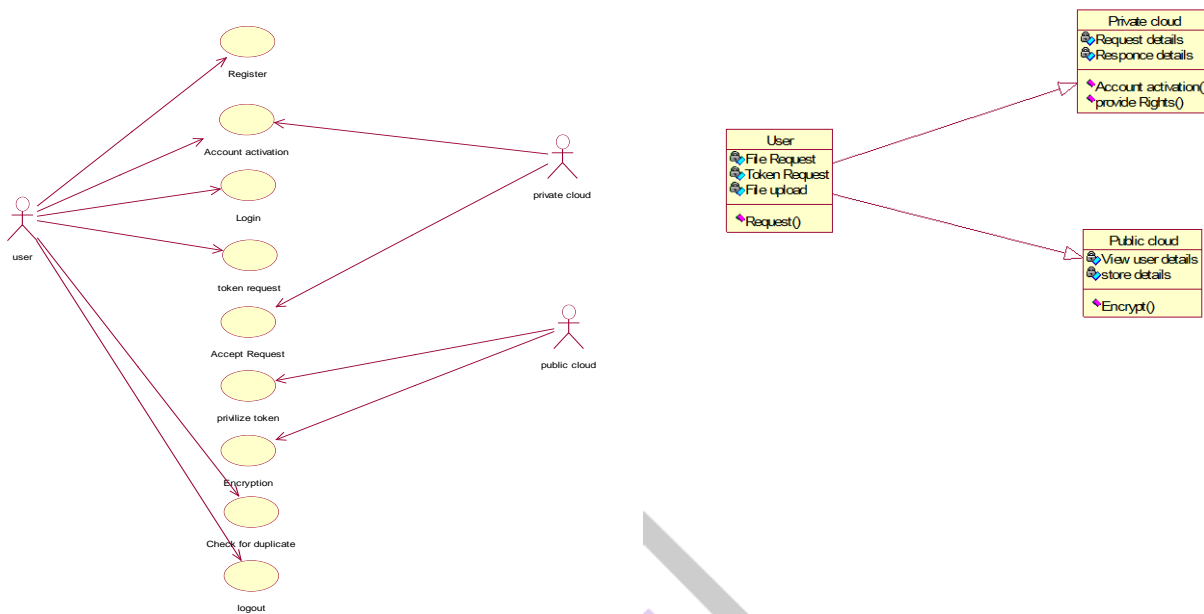 Register
Account activation
Login
user
token request
Accept Request
privilize token
Encryption
Check for duplicate
logout
private cloud
public cloud
User
File Request
Token Request
File upload
Request()
Private cloud
Request details
Responce details
Account activation(
provide Rights()
Public cloud
View user details
store details
Encrypt()